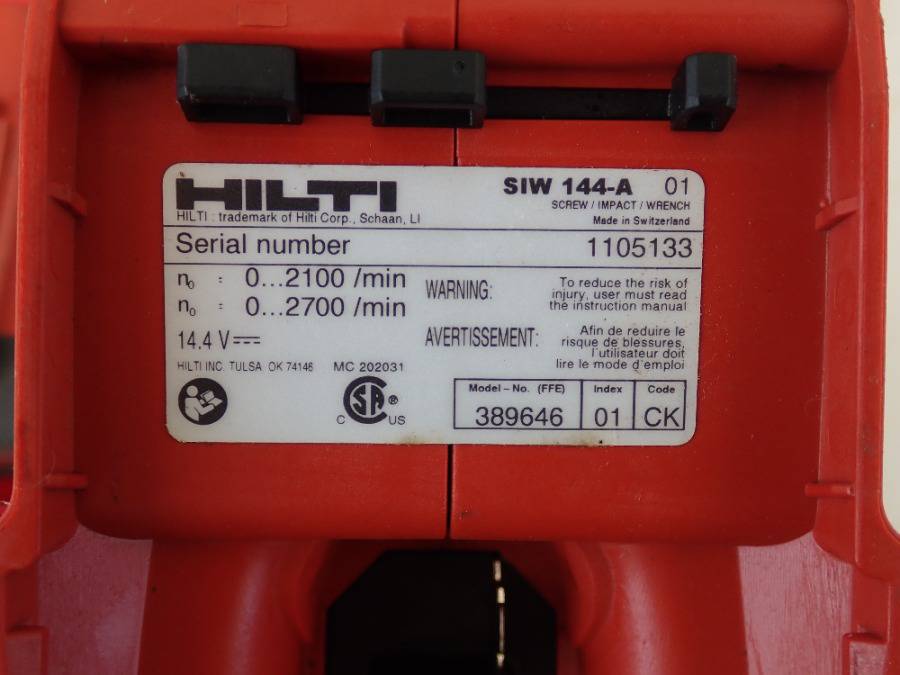 HILTI
SIW 144-A 01
SCREW / IMPACT / WRENCH
HILTI : trademark of Hilti Corp., Schaan, LI
Made in Switzerland
Serial number 1105133
n₀ : 0...2100 /min
n₀ : 0...2700 /min
14.4 V
WARNING: To reduce the risk of
injury, user must read
the instruction manual
AVERTISSEMENT: Afin de reduire le
risque de blessures,
l'utilisateur doit
lire le mode d'emploi
HILTI INC. TULSA OK 74146 MC 202031
C SA ® US
Model-No. (FFE) Index Code
389646 01 CK